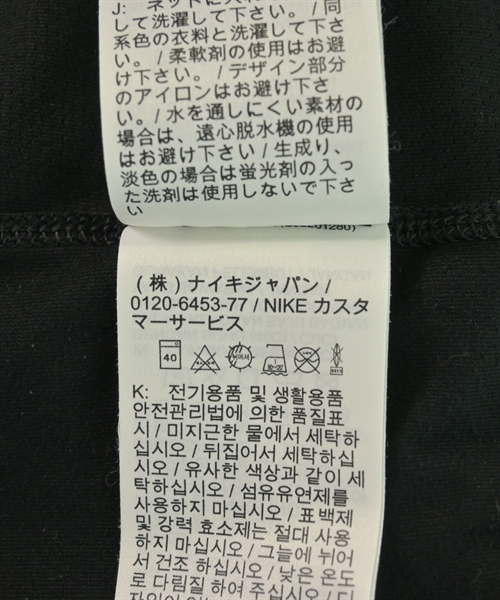 J: ネットに入れ
して洗濯して下さい。/ 同
系色の衣料と洗濯して下さ
い。/ 柔軟剤の使用はお避
け下さい。/ デザイン部分
のアイロンはお避け下さ
い。/ 水を通しにくい素材の
場合は、遠心脱水機の使用
はお避け下さい / 生成り、
淡色の場合は蛍光剤の入っ
た洗剤は使用しないで下さ
い
(株) ナイキジャパン /
0120-6453-77 / NIKE カスタ
マーサービス
40
K: 전기용품 및 생활용품
안전관리법에 의한 품질표
시 / 미지근한 물에서 세탁하
십시오 / 뒤집어서 세탁하십
시오 / 유사한 색상과 같이 세
탁하십시오 / 섬유유연제를
사용하지 마십시오 / 표백제
및 강력 효소제는 절대 사용
하지 마십시오 / 그늘에 뉘어
서 건조 하십시오 / 낮은 온도
로 다림질 하여 주십시오 / 디